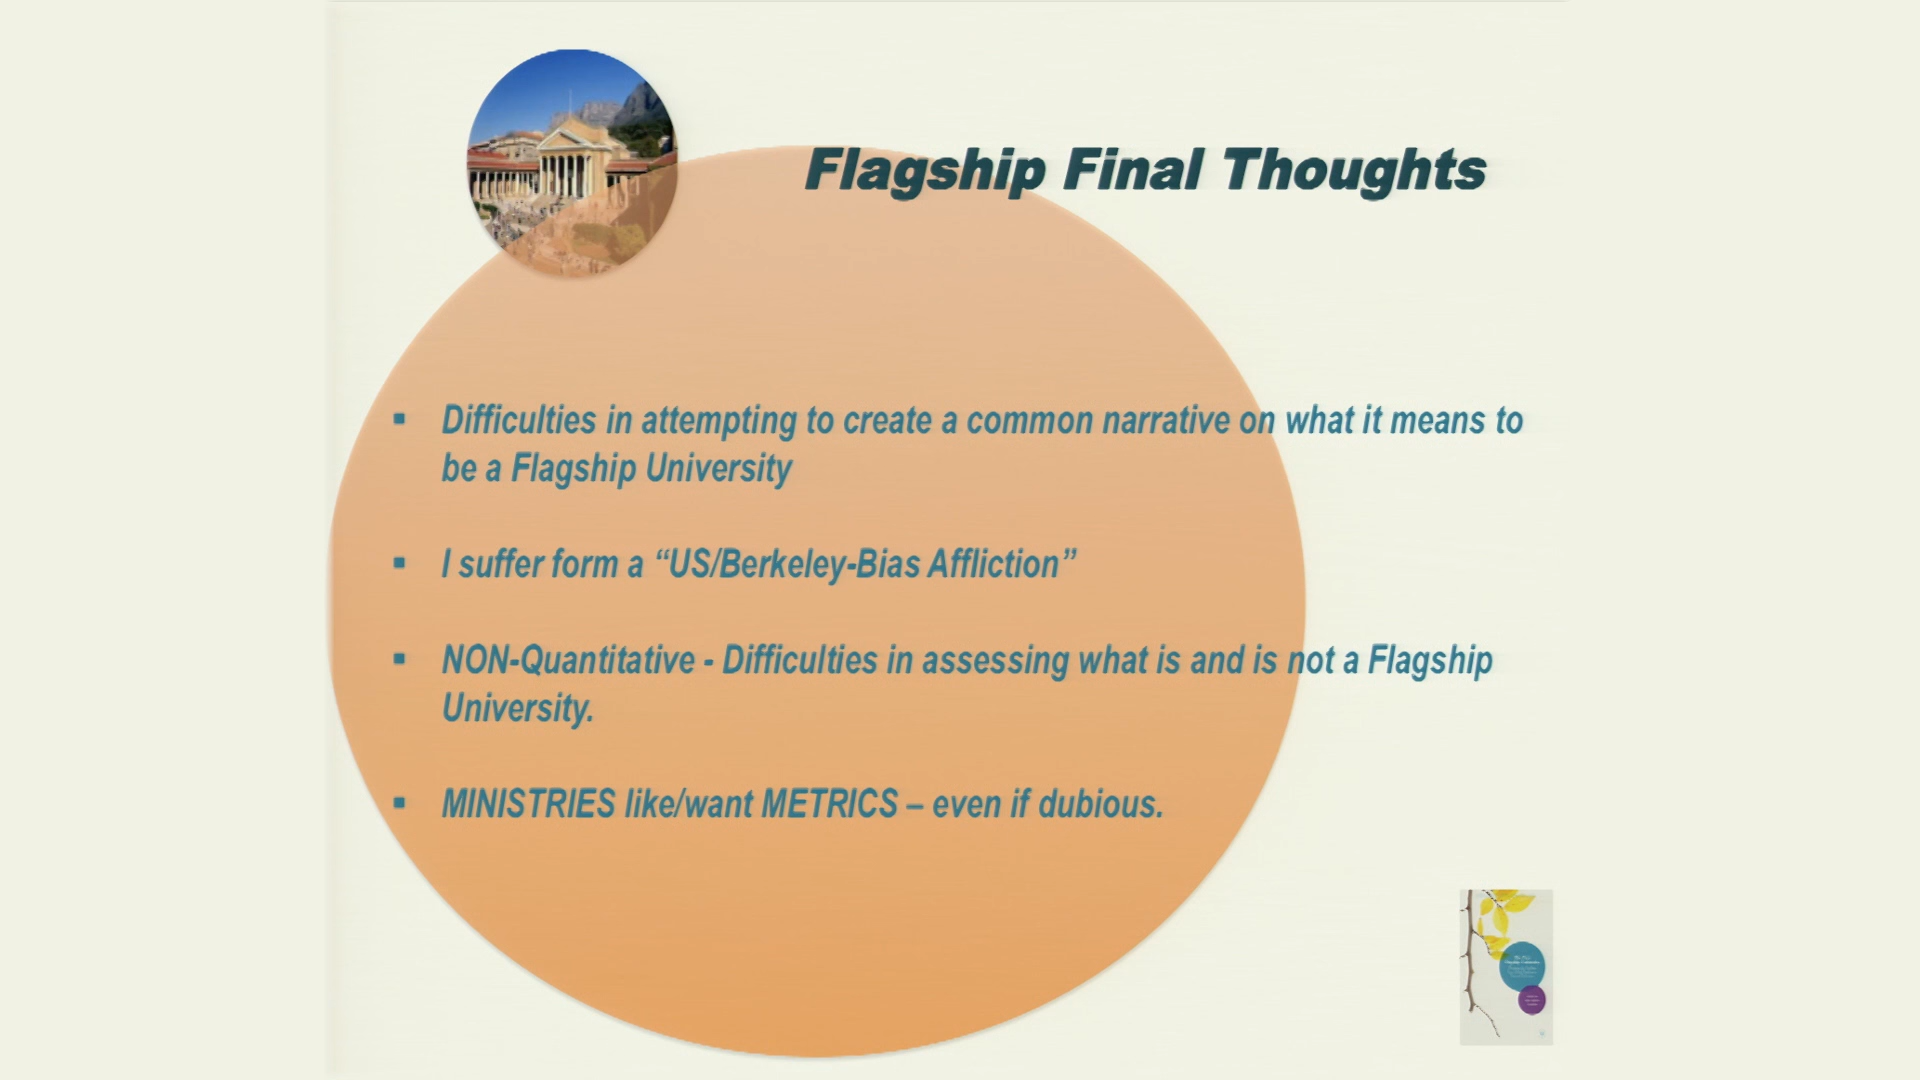 Flagship Final Thoughts
▪ Difficulties in attempting to create a common narrative on what it means to
be a Flagship University
▪ I suffer form a “US/Berkeley-Bias Affliction”
▪ NON-Quantitative - Difficulties in assessing what is and is not a Flagship
University.
▪ MINISTRIES like/want METRICS – even if dubious.